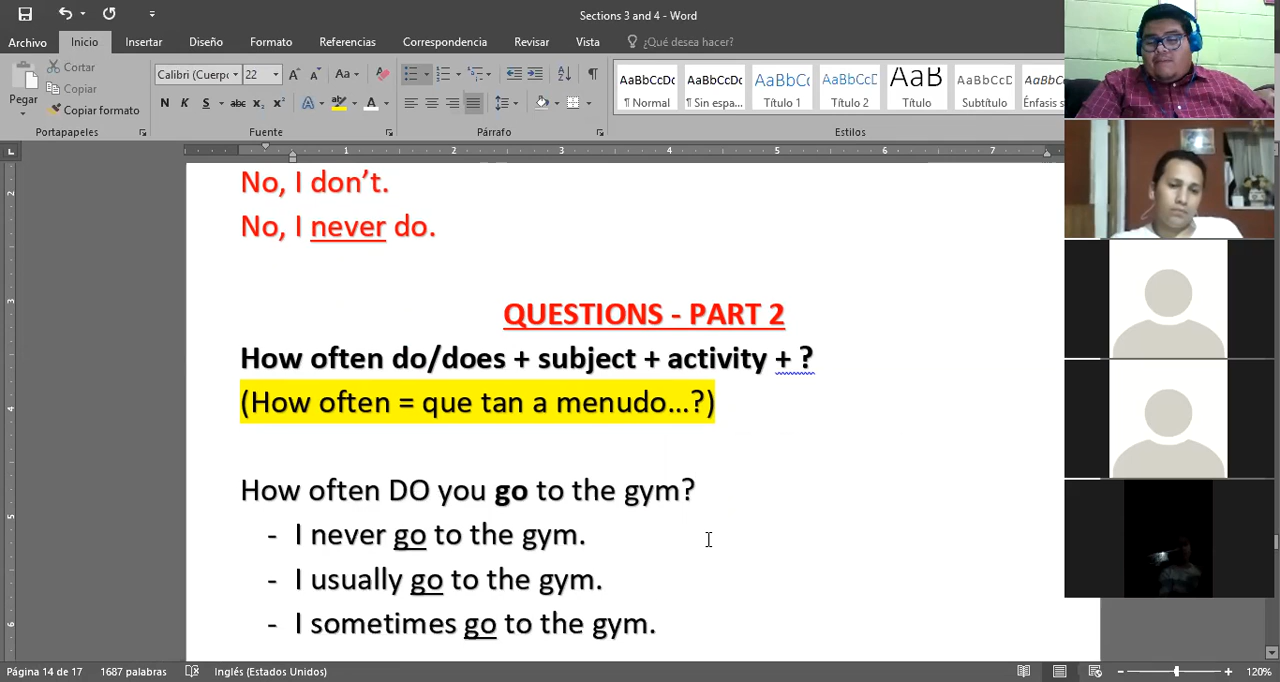 Sections 3 and 4 - Word
Archivo Inicio Insertar Diseño Formato Referencias Correspondencia Revisar Vista ¿Qué desea hacer?
Pegar
Cortar
Copiar
Copiar formato
Portapapeles
Calibri (Cuerpo 22
Fuente
Párrafo
AaBbCcDc AaBbCcDc AaBbC AaBbCcD AaB AaBbCcD AaBbCcD
¶ Normal ¶ Sin espa... Título 1 Título 2 Título Subtítulo Énfasis s
Estilos
No, I don’t.
No, I never do.
QUESTIONS - PART 2
How often do/does + subject + activity + ?
(How often = que tan a menudo...?)
How often DO you go to the gym?
- I never go to the gym.
- I usually go to the gym.
- I sometimes go to the gym.
Página 14 de 17 1687 palabras Inglés (Estados Unidos) 120%